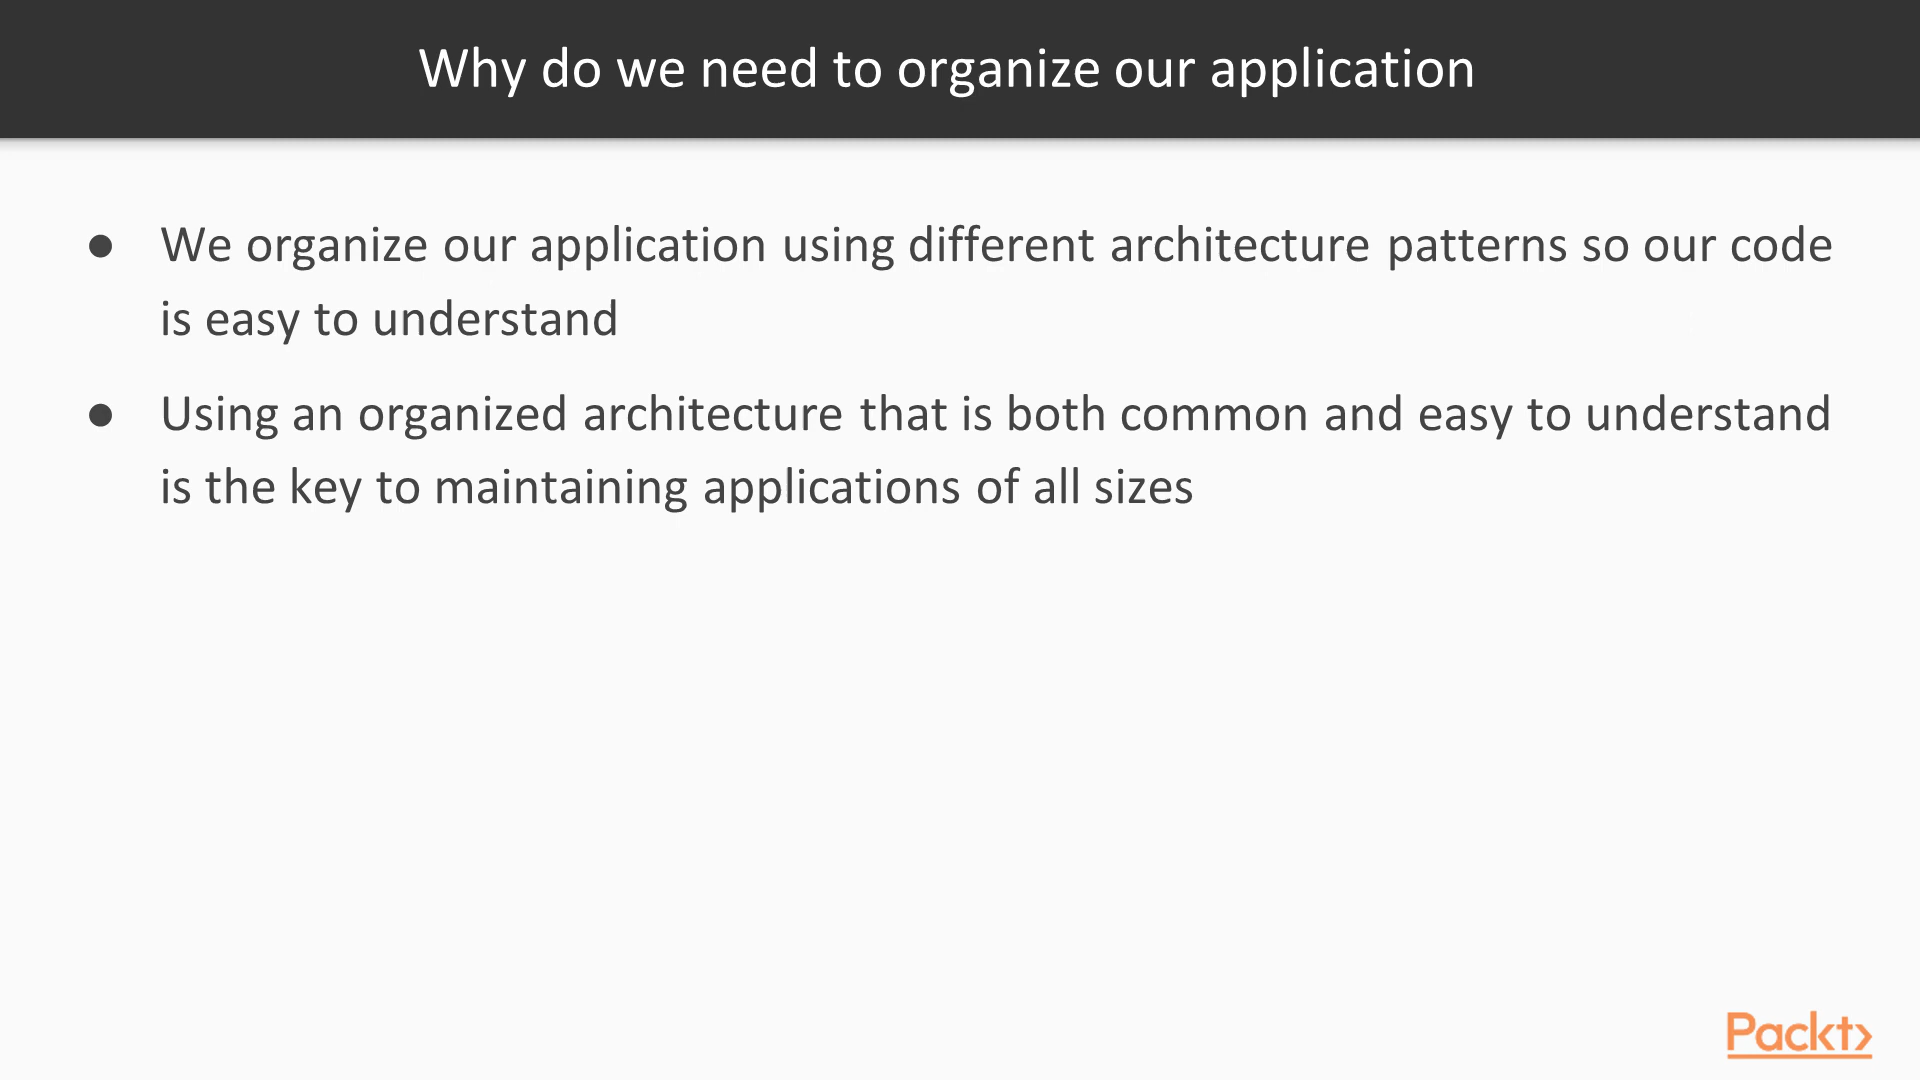 Why do we need to organize our application
● We organize our application using different architecture patterns so our code
is easy to understand
● Using an organized architecture that is both common and easy to understand
is the key to maintaining applications of all sizes
Packt>